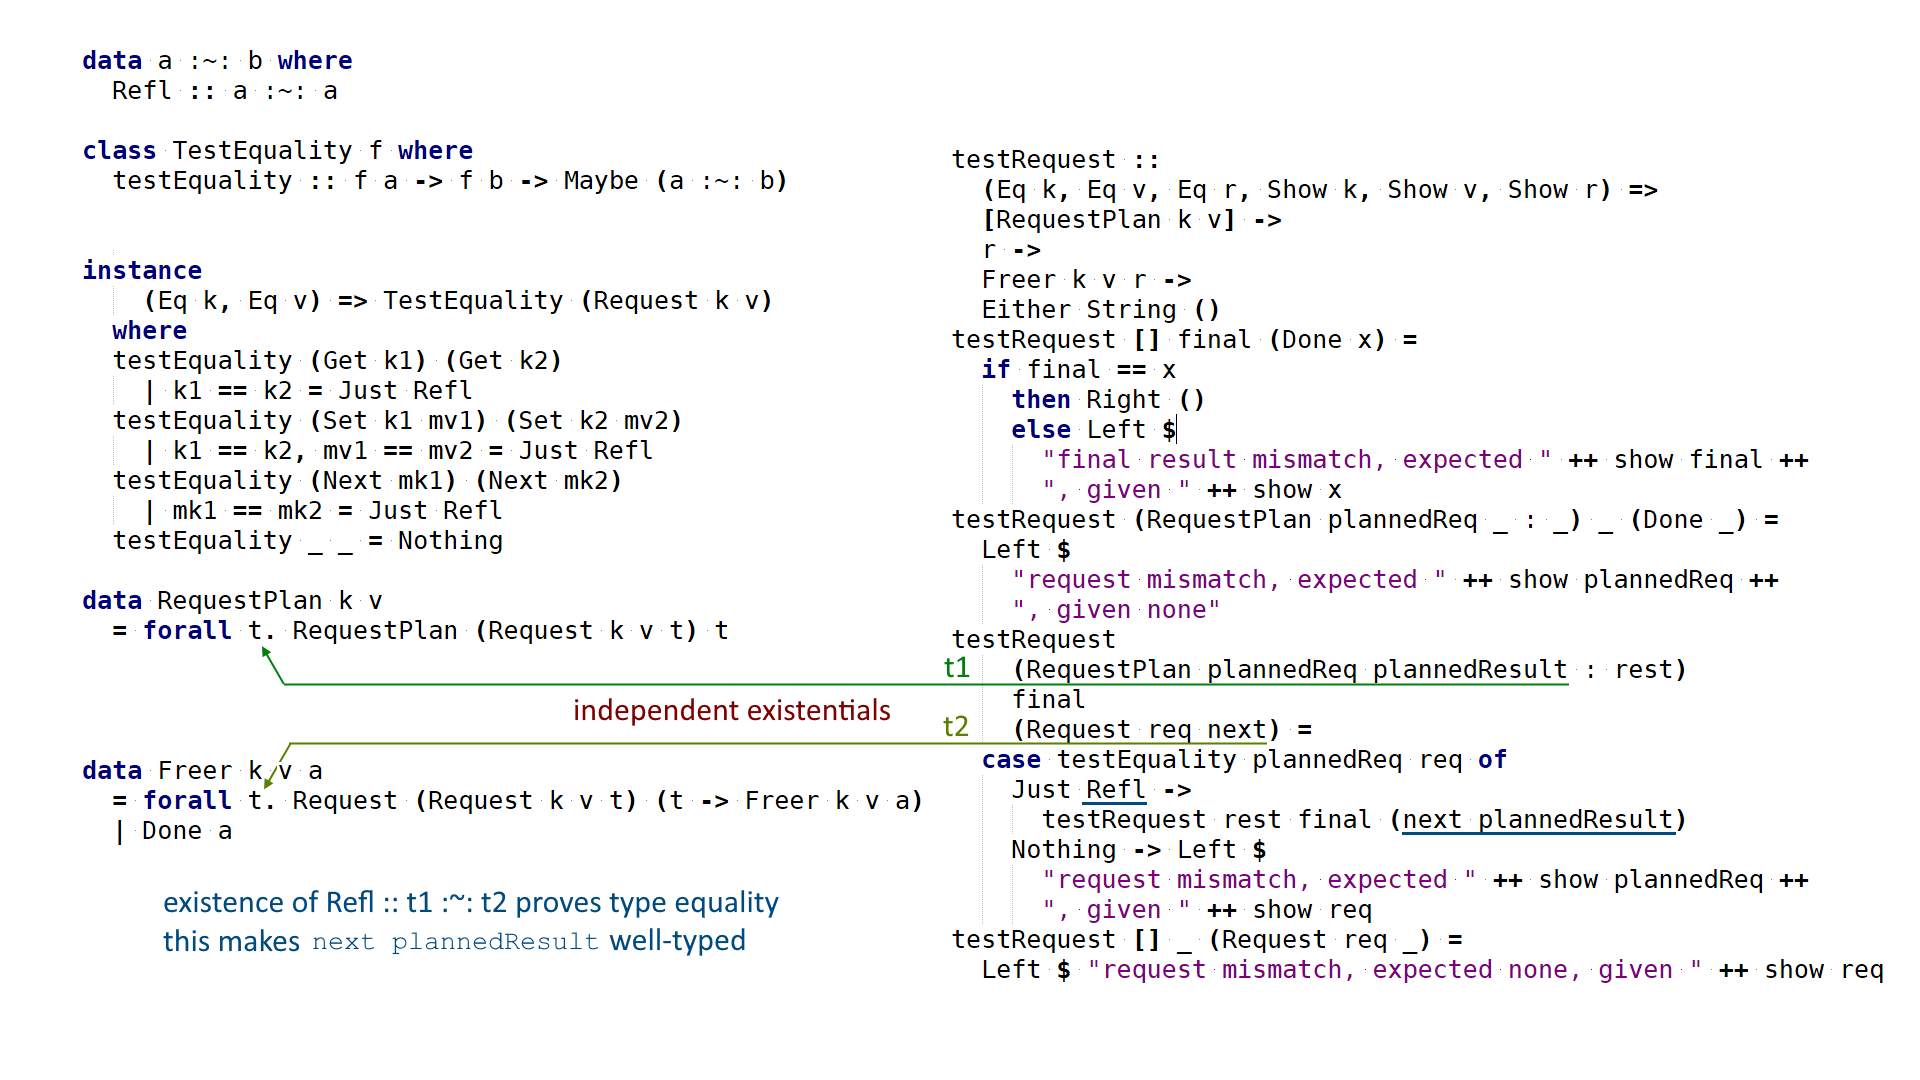 data a :~: b where
  Refl :: a :~: a
class TestEquality f where
  testEquality :: f a -> f b -> Maybe (a :~: b)
instance
    (Eq k, Eq v) => TestEquality (Request k v)
  where
  testEquality (Get k1) (Get k2)
    | k1 == k2 = Just Refl
  testEquality (Set k1 mv1) (Set k2 mv2)
    | k1 == k2, mv1 == mv2 = Just Refl
  testEquality (Next mk1) (Next mk2)
    | mk1 == mk2 = Just Refl
  testEquality _ _ = Nothing
data RequestPlan k v
  = forall t. RequestPlan (Request k v t) t
independent existentials
data Freer k v a
  = forall t. Request (Request k v t) (t -> Freer k v a)
  | Done a
existence of Refl :: t1 :~: t2 proves type equality
this makes next plannedResult well-typed
testRequest ::
  (Eq k, Eq v, Eq r, Show k, Show v, Show r) =>
  [RequestPlan k v] ->
  r ->
  Freer k v r ->
  Either String ()
testRequest [] final (Done x) =
  if final == x
    then Right ()
    else Left $
      "final result mismatch, expected " ++ show final ++
      ", given " ++ show x
testRequest (RequestPlan plannedReq _ : _) _ (Done _) =
  Left $
    "request mismatch, expected " ++ show plannedReq ++
    ", given none"
testRequest
t1
    (RequestPlan plannedReq plannedResult : rest)
    final
t2
    (Request req next) =
  case testEquality plannedReq req of
    Just Refl ->
      testRequest rest final (next plannedResult)
    Nothing -> Left $
      "request mismatch, expected " ++ show plannedReq ++
      ", given " ++ show req
testRequest [] _ (Request req _) =
  Left $ "request mismatch, expected none, given " ++ show req